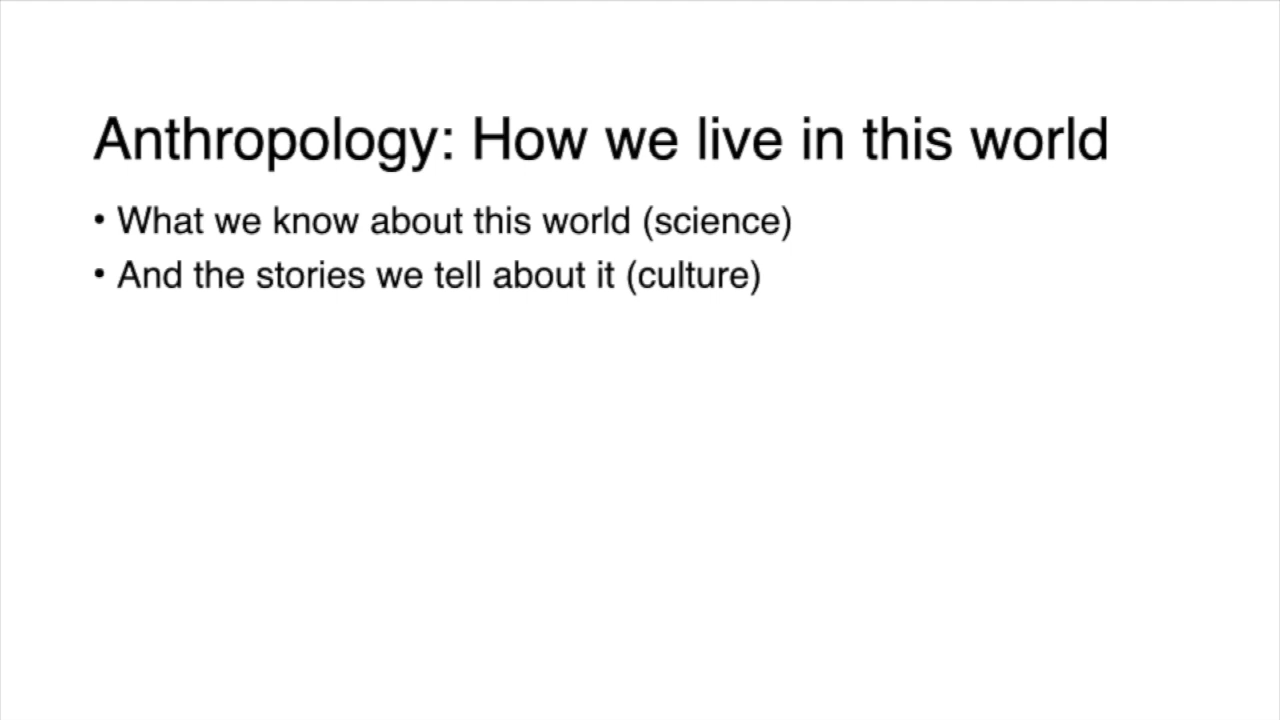 Anthropology: How we live in this world
• What we know about this world (science)
• And the stories we tell about it (culture)